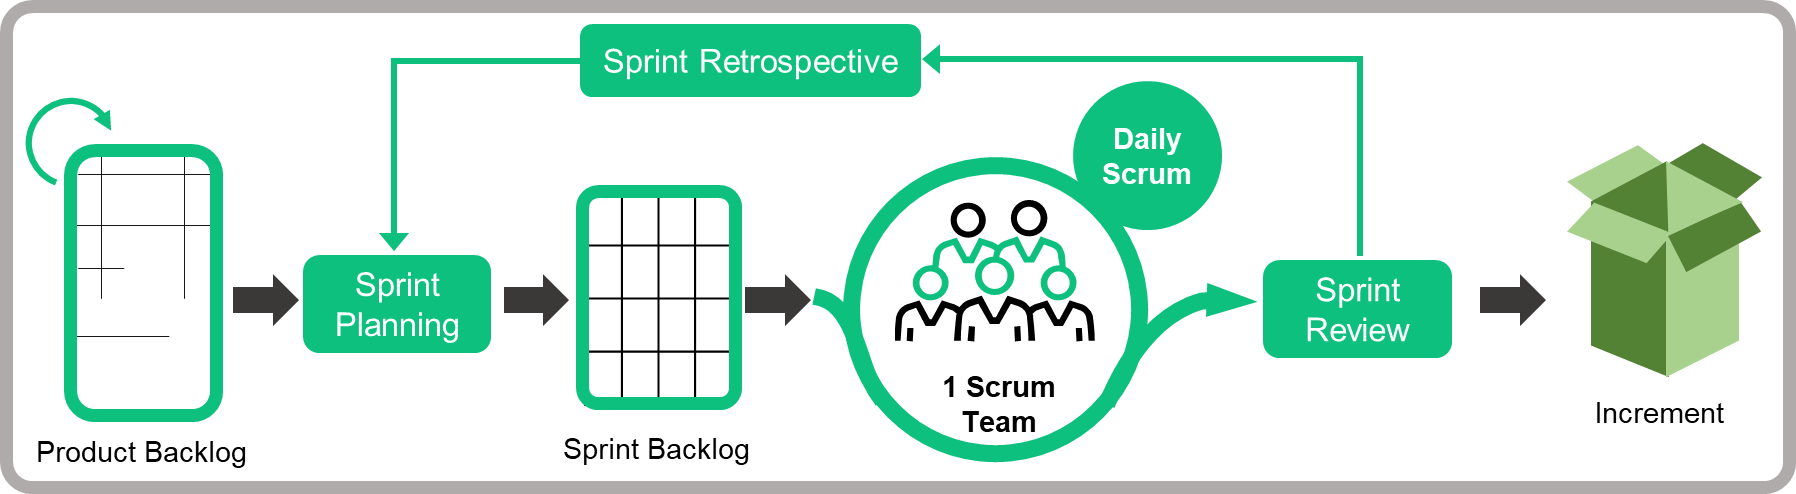 Sprint Retrospective
Daily
Scrum
Sprint
Planning
Sprint
Review
1 Scrum
Team
Product Backlog
Sprint Backlog
Increment